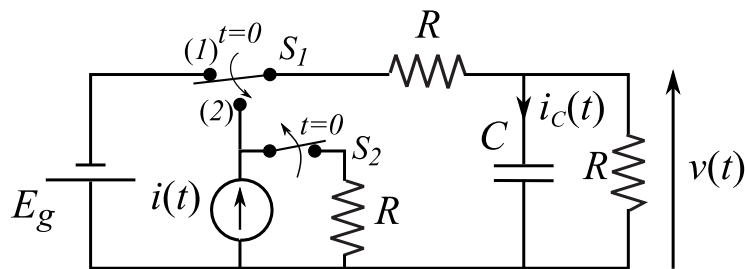 R
(1) t=0 S1
(2) iC(t)
t=0 S2 C
R v(t)
Eg i(t) R